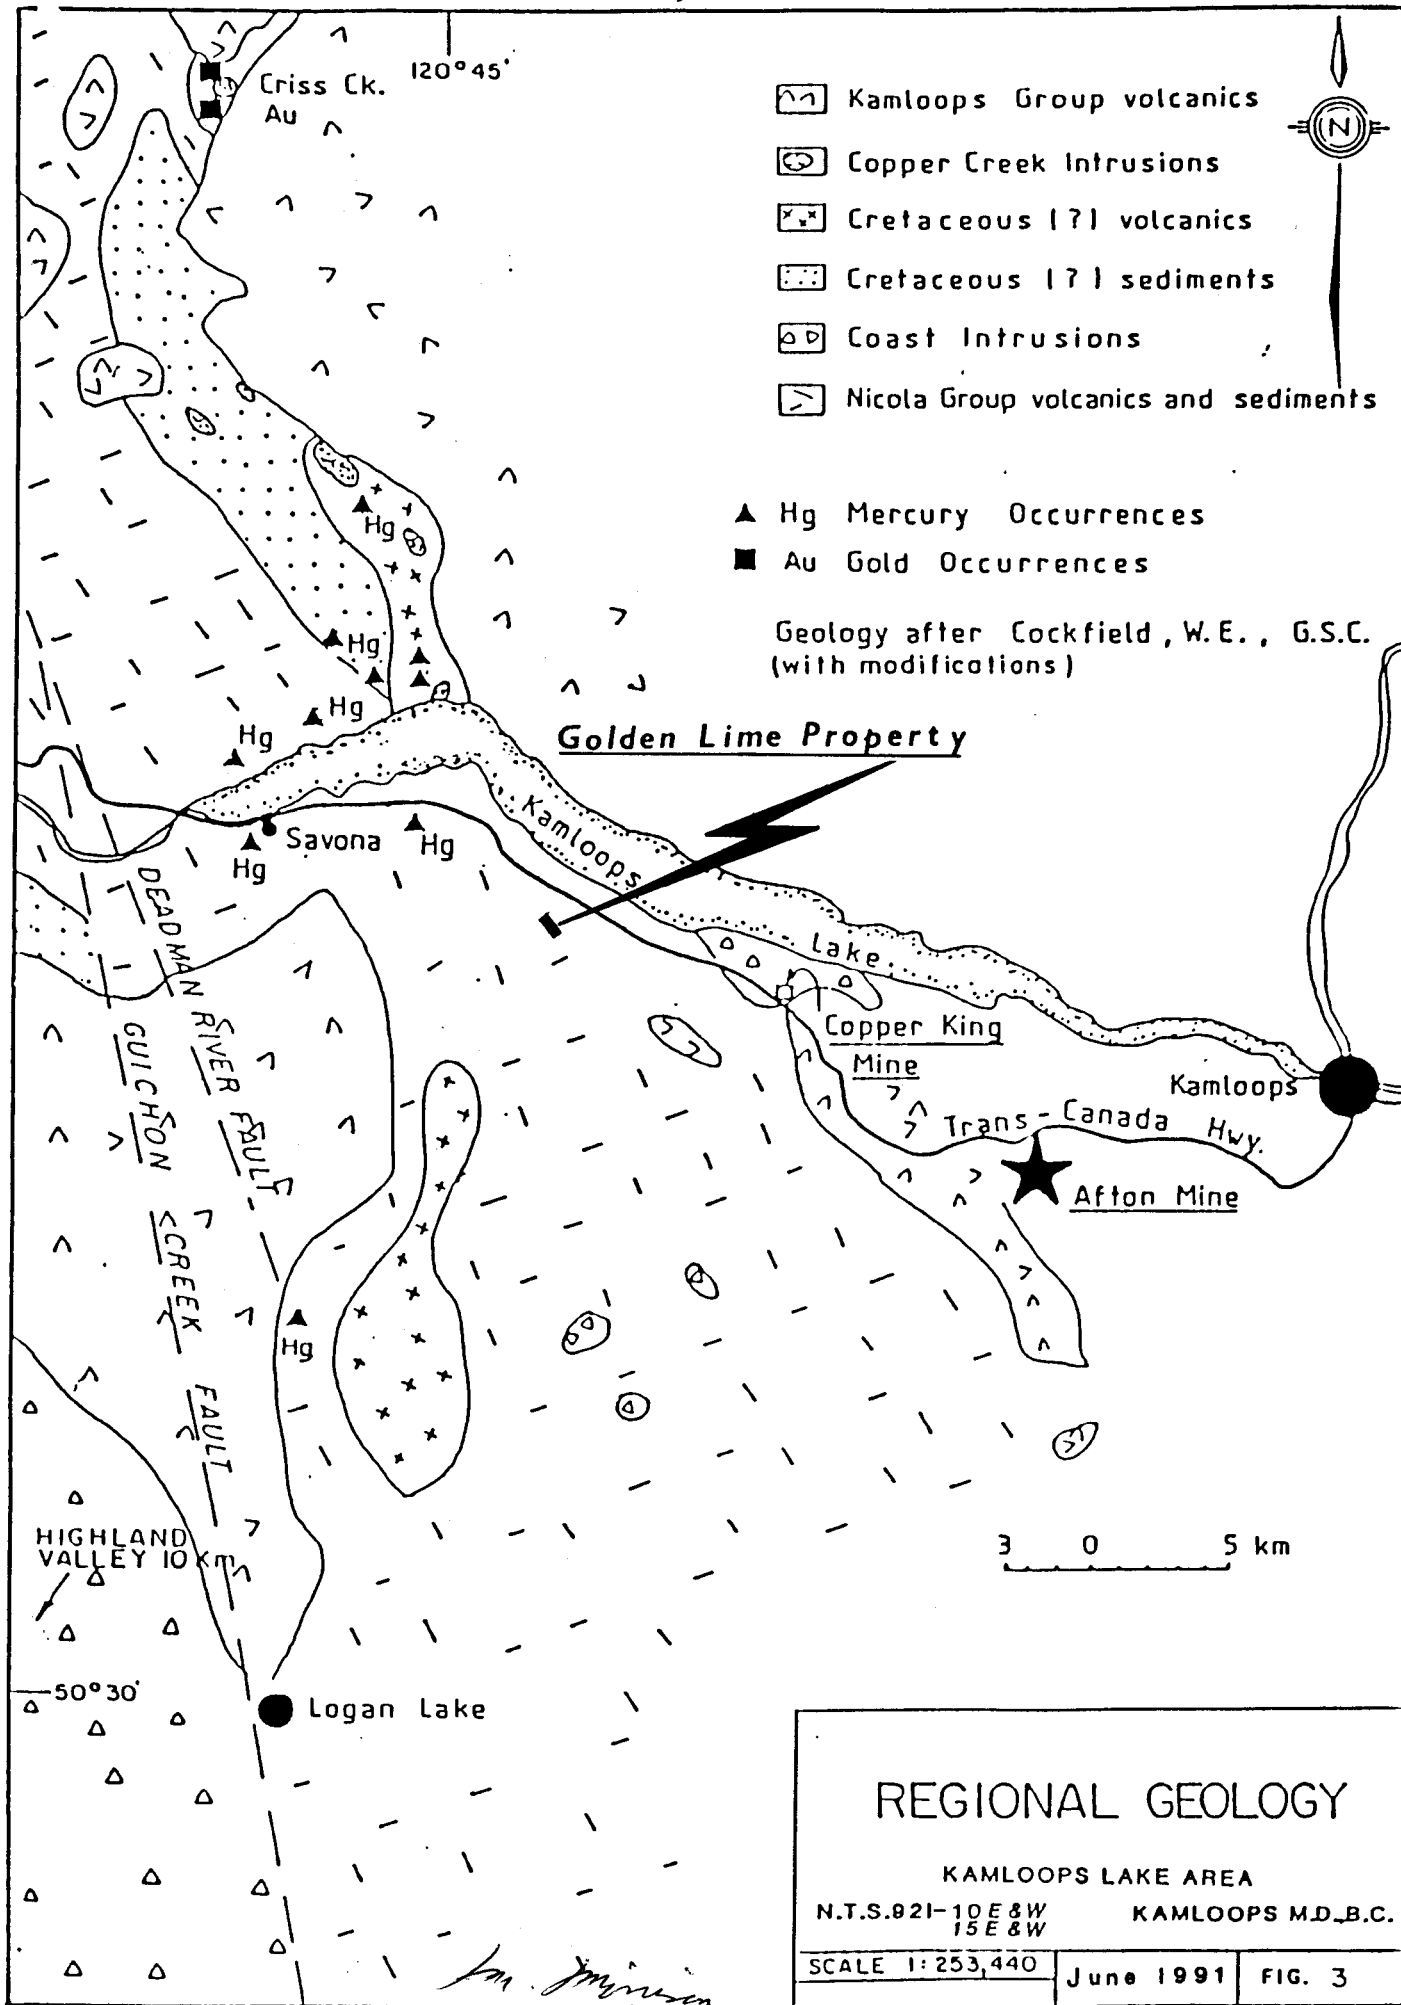 120°45'
Criss Ck.
Au
Kamloops Group volcanics
Copper Creek Intrusions
Cretaceous (?) volcanics
Cretaceous (?) sediments
Coast Intrusions
Nicola Group volcanics and sediments
N
Hg Mercury Occurrences
Au Gold Occurrences
Geology after Cockfield, W.E., G.S.C.
(with modifications)
Hg
Hg
Hg
Hg
Golden Lime Property
Savona
Hg
Hg
Kamloops
Lake
DEADMAN RIVER FAULT
GUICHON CREEK FAULT
Copper King
Mine
Kamloops
Trans-Canada Hwy.
Afton Mine
Hg
HIGHLAND
VALLEY 10 Km
3 0 5 km
50°30'
Logan Lake
REGIONAL GEOLOGY
KAMLOOPS LAKE AREA
N.T.S.92I-10 E & W
15 E & W
KAMLOOPS M.D. B.C.
SCALE 1:253,440
June 1991
FIG. 3